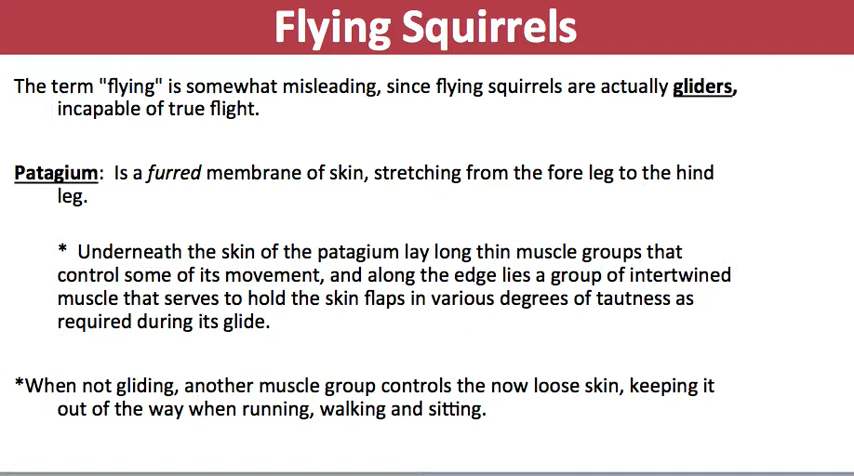 Flying Squirrels
The term "flying" is somewhat misleading, since flying squirrels are actually gliders,
incapable of true flight.
Patagium: Is a furred membrane of skin, stretching from the fore leg to the hind
leg.
* Underneath the skin of the patagium lay long thin muscle groups that
control some of its movement, and along the edge lies a group of intertwined
muscle that serves to hold the skin flaps in various degrees of tautness as
required during its glide.
*When not gliding, another muscle group controls the now loose skin, keeping it
out of the way when running, walking and sitting.